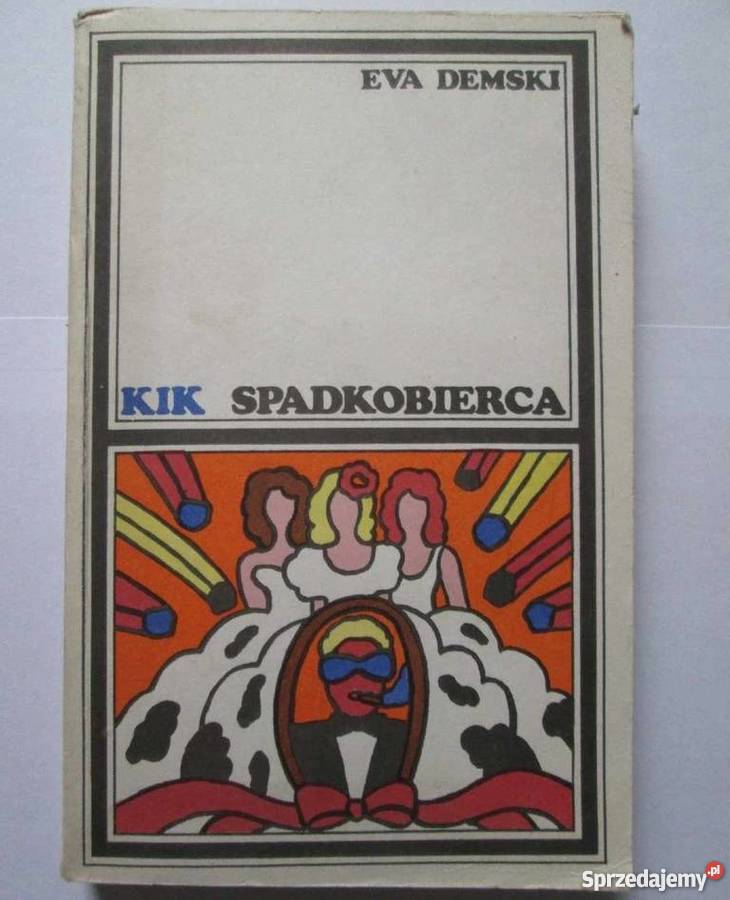 EVA DEMSKI
KIK SPADKOBIERCA
Sprzedajemy.pl